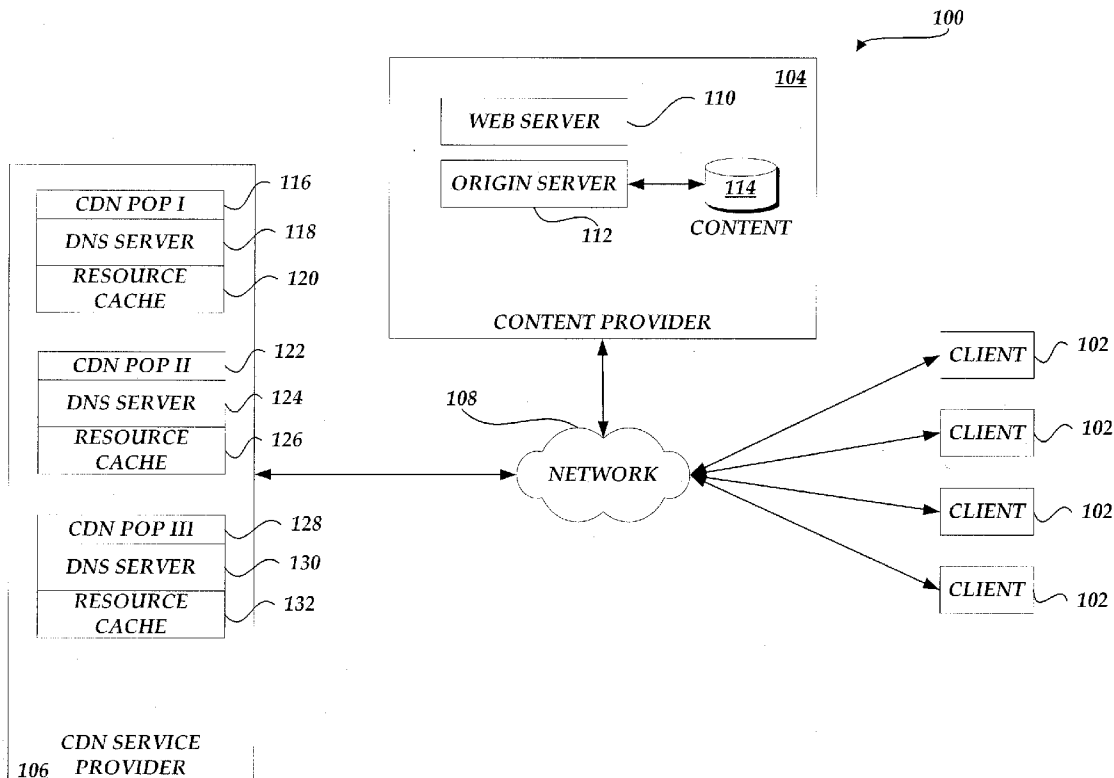 100
104
WEB SERVER
110
ORIGIN SERVER
112
114
CONTENT
CONTENT PROVIDER
CDN POP I
116
DNS SERVER
118
RESOURCE
CACHE
120
CDN POP II
122
DNS SERVER
124
RESOURCE
CACHE
126
CDN POP III
128
DNS SERVER
130
RESOURCE
CACHE
132
CDN SERVICE
PROVIDER
106
108
NETWORK
CLIENT
102
CLIENT
102
CLIENT
102
CLIENT
102